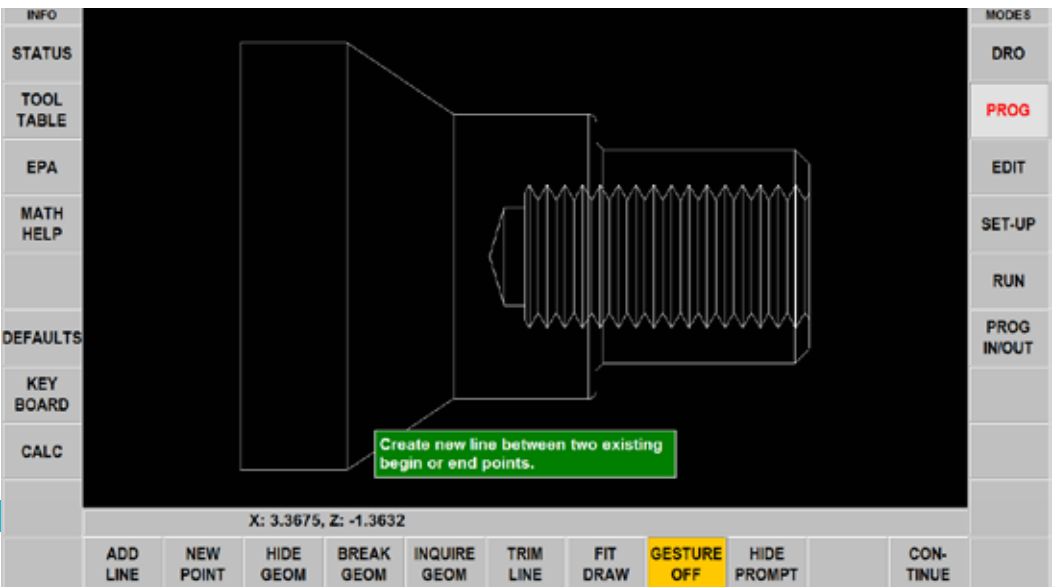 INFO
STATUS
TOOL
TABLE
EPA
MATH
HELP
DEFAULTS
KEY
BOARD
CALC
Create new line between two existing
begin or end points.
X: 3.3675, Z: -1.3632
ADD
LINE
NEW
POINT
HIDE
GEOM
BREAK
GEOM
INQUIRE
GEOM
TRIM
LINE
FIT
DRAW
GESTURE
OFF
HIDE
PROMPT
CON-
TINUE
MODES
DRO
PROG
EDIT
SET-UP
RUN
PROG
IN/OUT